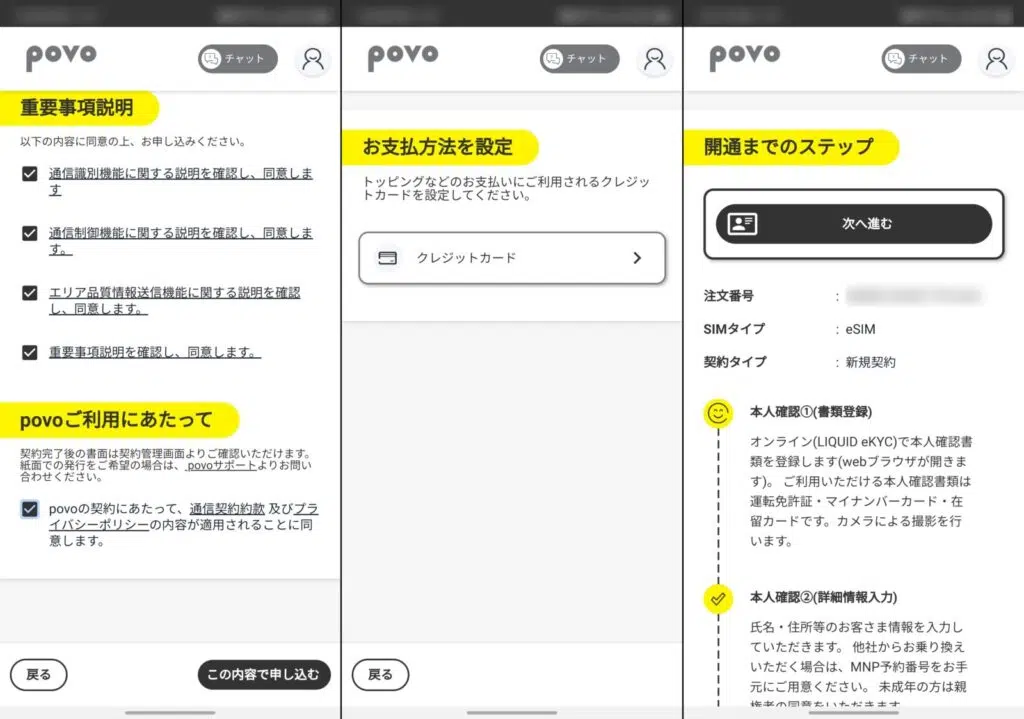 povo
チャット
重要事項説明
以下の内容に同意の上、お申し込みください。
通信識別機能に関する説明を確認し、同意しま
す
通信制御機能に関する説明を確認し、同意しま
す。
エリア品質情報送信機能に関する説明を確認
し、同意します。
重要事項説明を確認し、同意します。
povoご利用にあたって
契約完了後の書面は契約管理画面よりご確認いただけます。
紙面での発行をご希望の場合は、povoサポートよりお問い
合わせください。
povoの契約にあたって、通信契約約款 及びプラ
イバシーポリシーの内容が適用されることに同
意します。
戻る
この内容で申し込む
povo
チャット
お支払方法を設定
トッピングなどのお支払いにご利用されるクレジッ
トカードを設定してください。
クレジットカード
戻る
povo
チャット
開通までのステップ
次へ進む
注文番号 :
SIMタイプ : eSIM
契約タイプ : 新規契約
本人確認①(書類登録)
オンライン(LIQUID eKYC)で本人確認書
類を登録します(webブラウザが開きま
す)。 ご利用いただける本人確認書類は
運転免許証・マイナンバーカード・在
留カードです。カメラによる撮影を行
います。
本人確認②(詳細情報入力)
氏名・住所等のお客さま情報を入力し
ていただきます。 他社からお乗り換え
いただく場合は、MNP予約番号をお手
元にご用意ください。 未成年の方は親
権者の同意をいただきます。